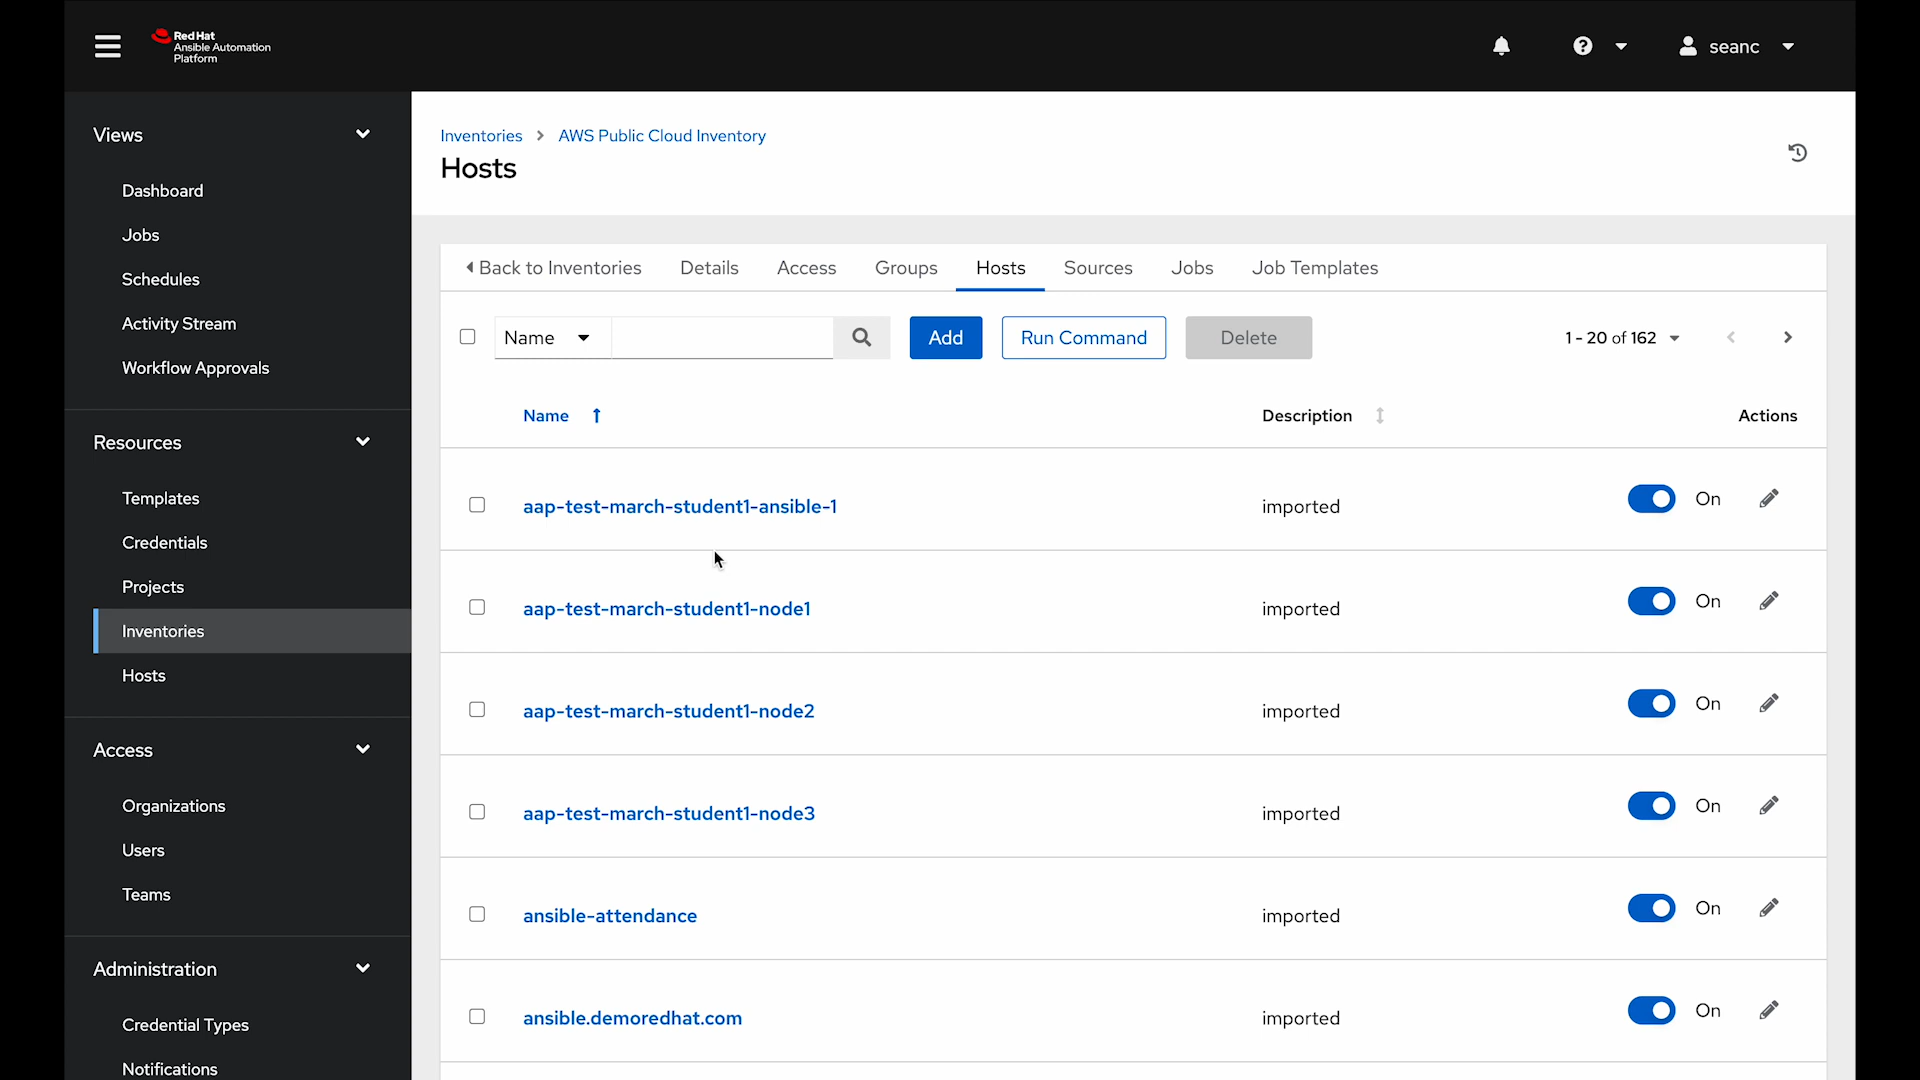 Red Hat
Ansible Automation
Platform
seanc
Views
Dashboard
Jobs
Schedules
Activity Stream
Workflow Approvals
Resources
Templates
Credentials
Projects
Inventories
Hosts
Access
Organizations
Users
Teams
Administration
Credential Types
Notifications
Inventories > AWS Public Cloud Inventory
Hosts
Back to Inventories Details Access Groups Hosts Sources Jobs Job Templates
Name Add Run Command Delete 1 - 20 of 162
Name Description Actions
aap-test-march-student1-ansible-1 imported On
aap-test-march-student1-node1 imported On
aap-test-march-student1-node2 imported On
aap-test-march-student1-node3 imported On
ansible-attendance imported On
ansible.demoredhat.com imported On